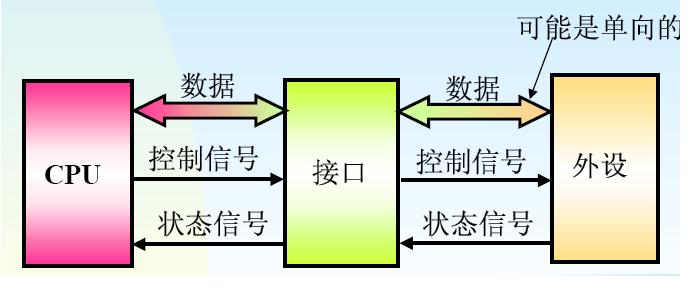 可能是单向的
数据
数据
CPU
控制信号
接口
控制信号
外设
状态信号
状态信号